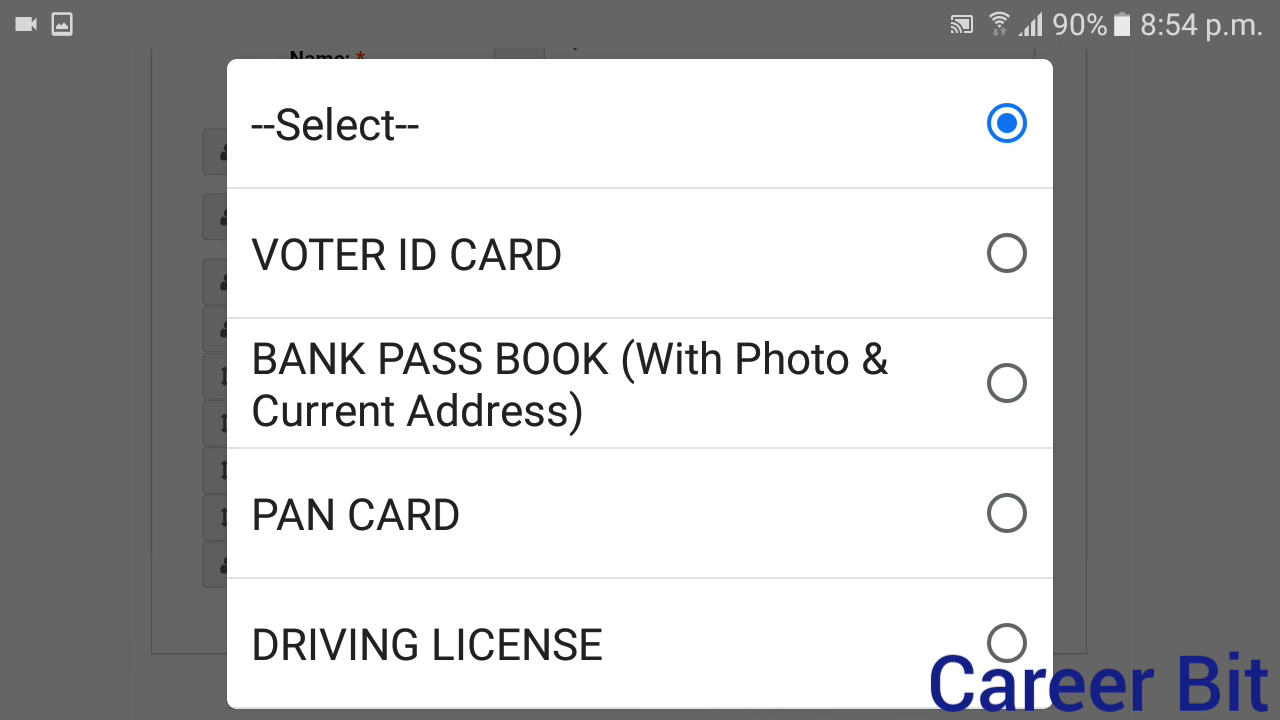 90% 8:54 p.m.
Name: *
--Select--
VOTER ID CARD
BANK PASS BOOK (With Photo &
Current Address)
PAN CARD
DRIVING LICENSE
Career Bit